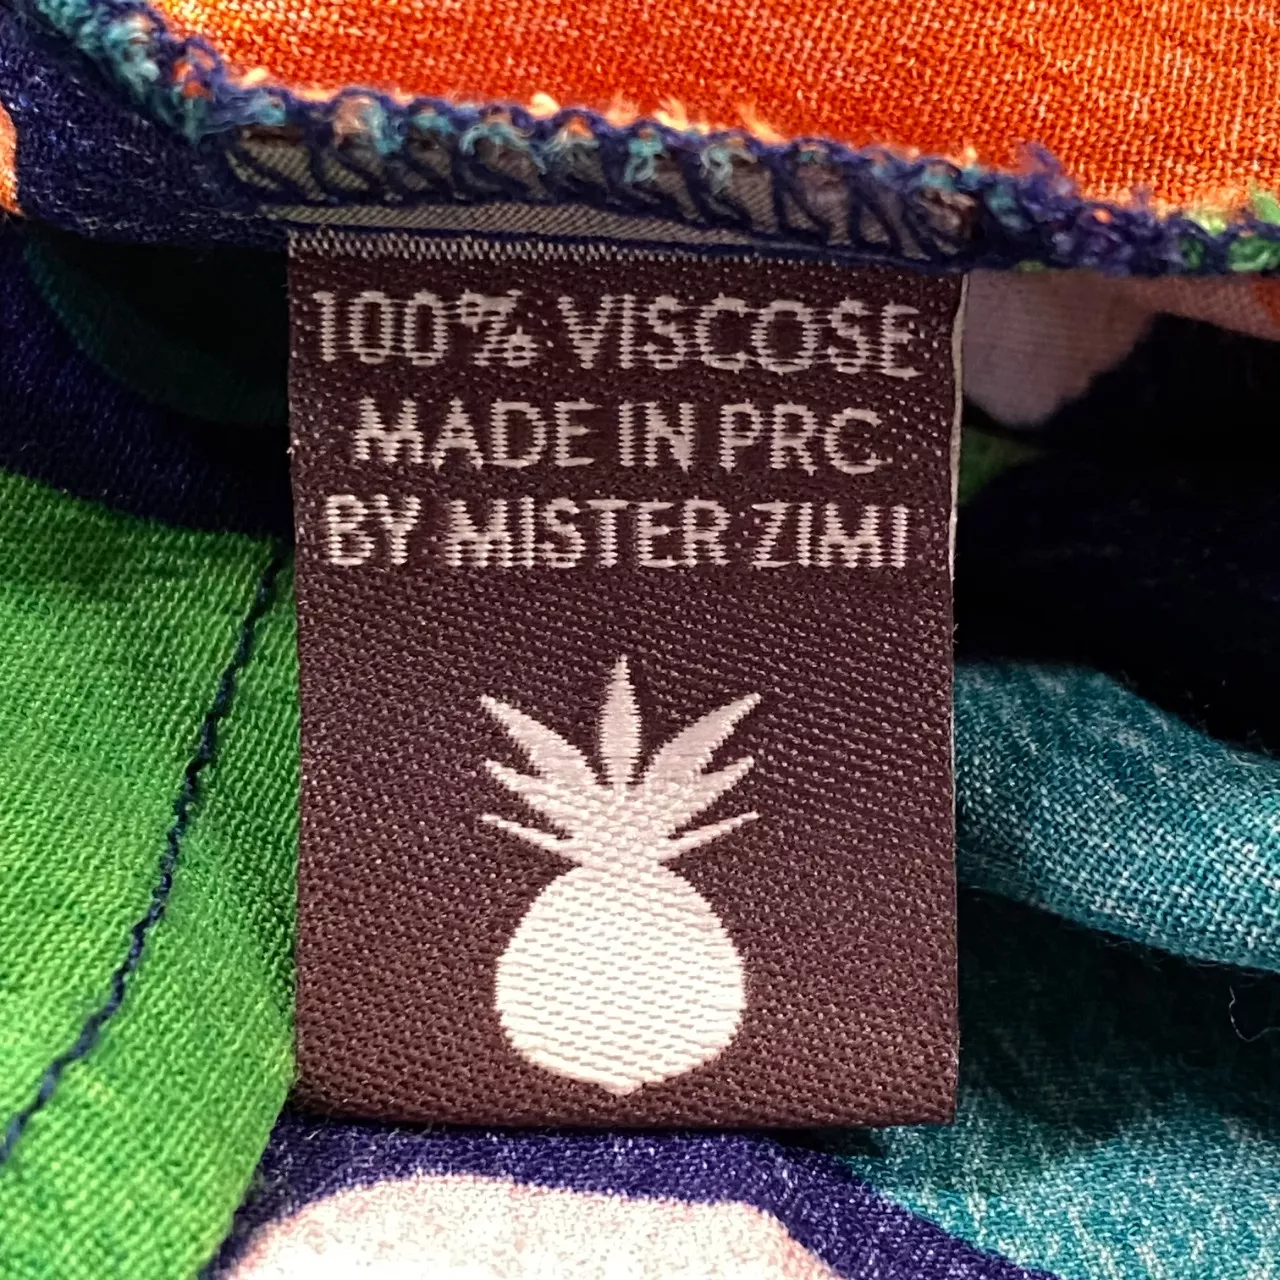 100% VISCOSE
MADE IN PRC
BY MISTER ZIMI